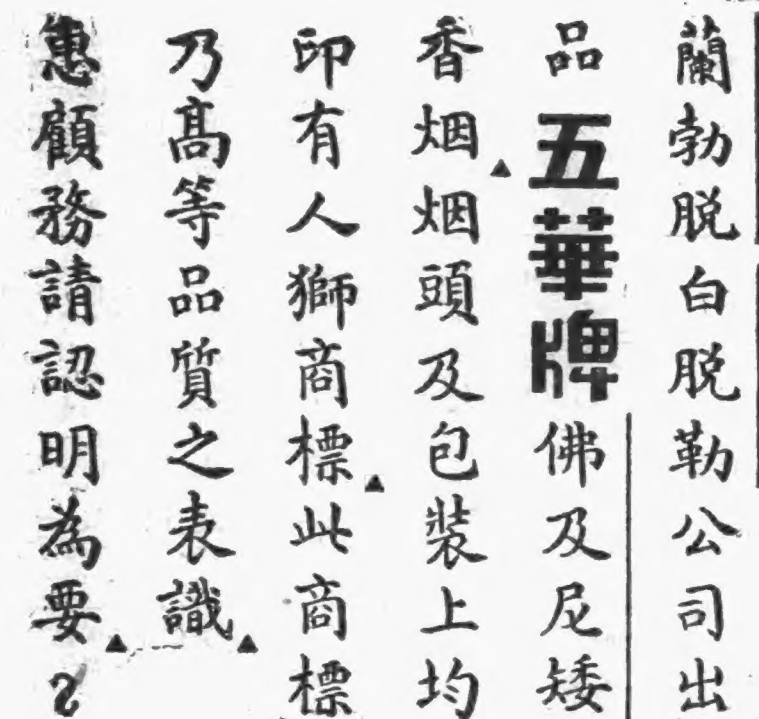 蘭勃脱白脱勒公司出
品五華牌佛及尼矮
香烟▲烟頭及包裝上均
印有人獅商標▲此商標
乃高等品質之表識▲
惠顧務請認明為要▲